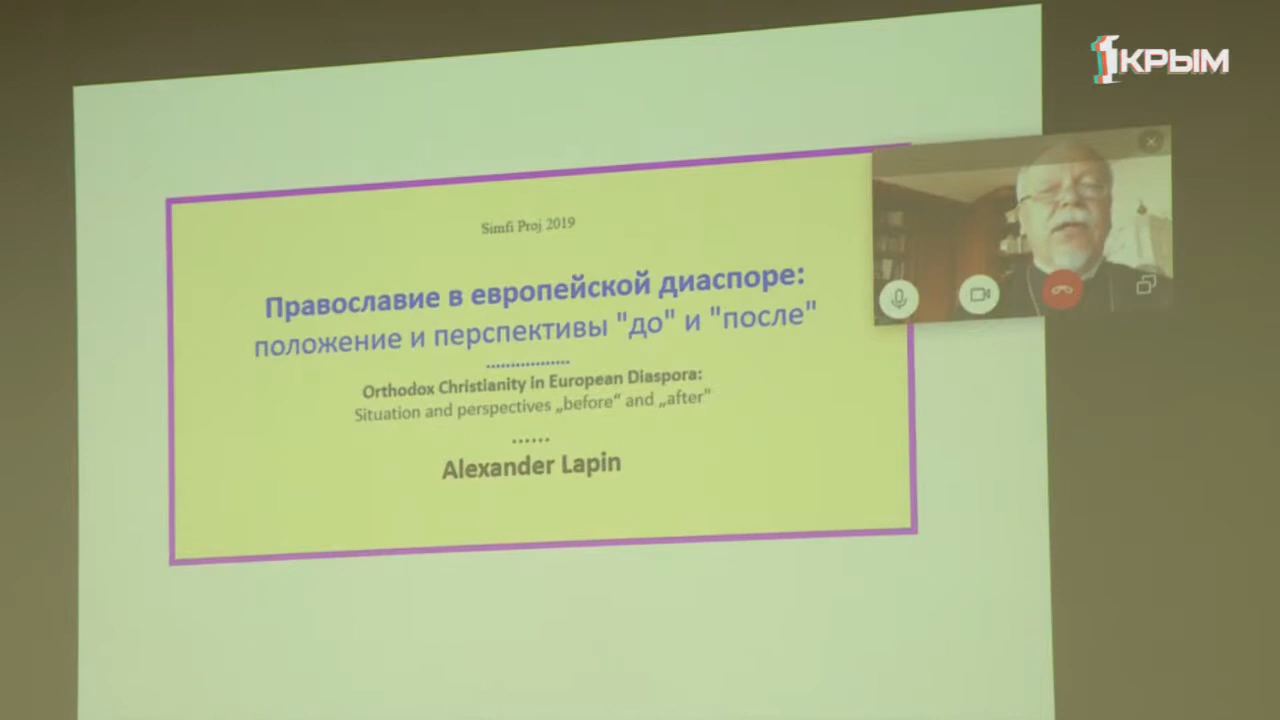 1КРЫМ
Simfi Proj 2019
Православие в европейской диаспоре:
положение и перспективы "до" и "после"
.................
Orthodox Christianity in European Diaspora:
Situation and perspectives „before“ and „after”
......
Alexander Lapin